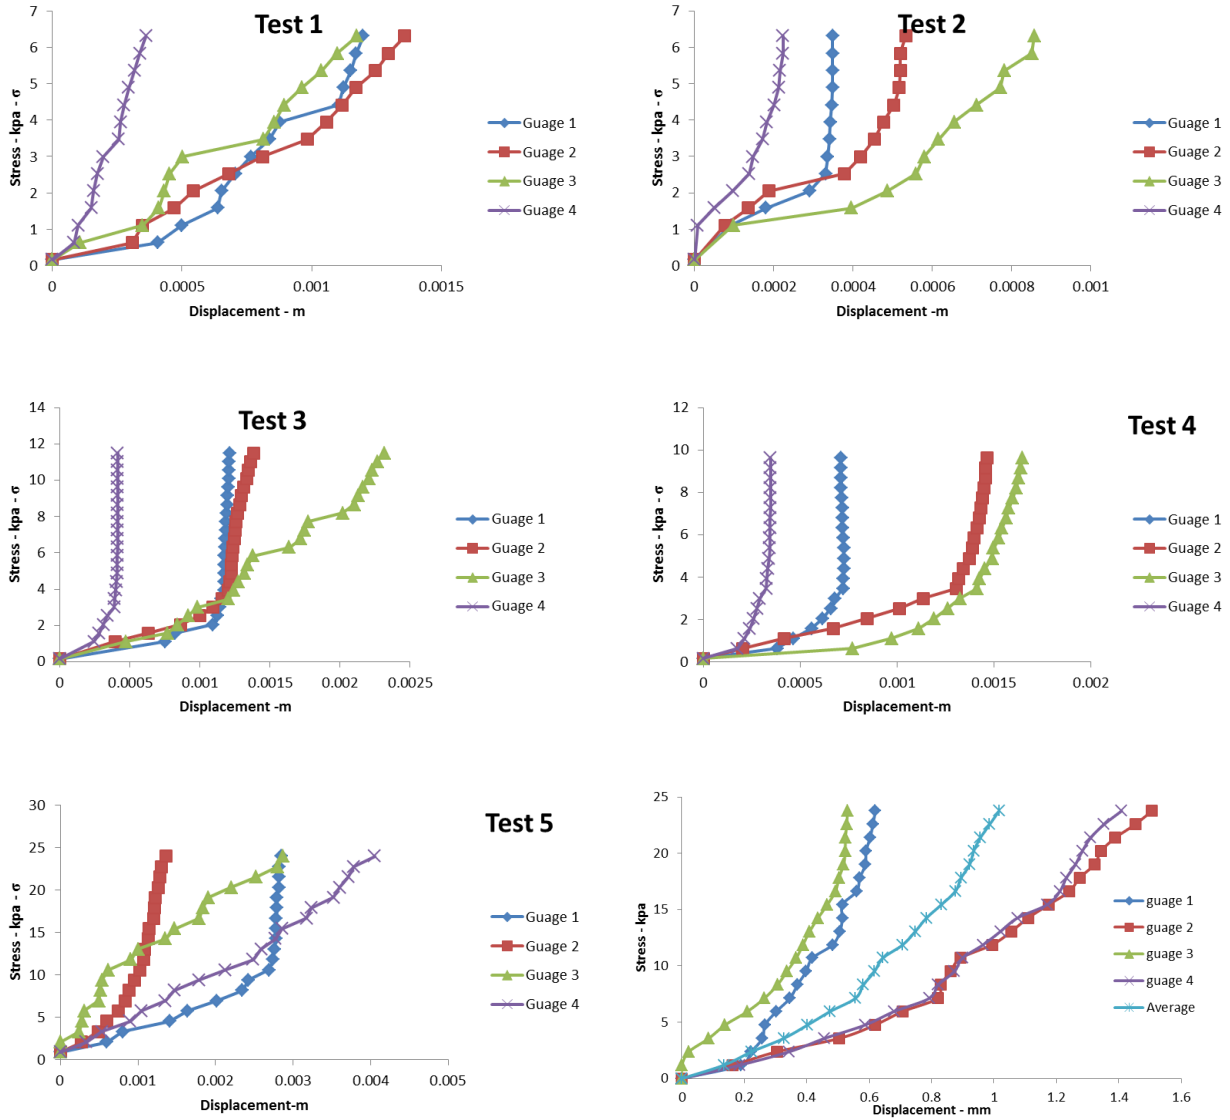 Test 1
7
6
5
4
3
2
1
0
Stress - kpa - σ
0
0.0005
0.001
0.0015
Displacement - m
Guage 1
Guage 2
Guage 3
Guage 4
Test 2
7
6
5
4
3
2
1
0
Stress - kpa - σ
0
0.0002
0.0004
0.0006
0.0008
0.001
Displacement -m
Guage 1
Guage 2
Guage 3
Guage 4
Test 3
14
12
10
8
6
4
2
0
Stress - kpa - σ
0
0.0005
0.001
0.0015
0.002
0.0025
Displacement -m
Guage 1
Guage 2
Guage 3
Guage 4
Test 4
12
10
8
6
4
2
0
Stress - kpa - σ
0
0.0005
0.001
0.0015
0.002
Displacement-m
Guage 1
Guage 2
Guage 3
Guage 4
Test 5
30
25
20
15
10
5
0
Stress - kpa - σ
0
0.001
0.002
0.003
0.004
0.005
Displacement-m
Guage 1
Guage 2
Guage 3
Guage 4
25
20
15
10
5
0
Stress - kpa
0
0.2
0.4
0.6
0.8
1
1.2
1.4
1.6
Displacement - mm
guage 1
guage 2
guage 3
guage 4
Average